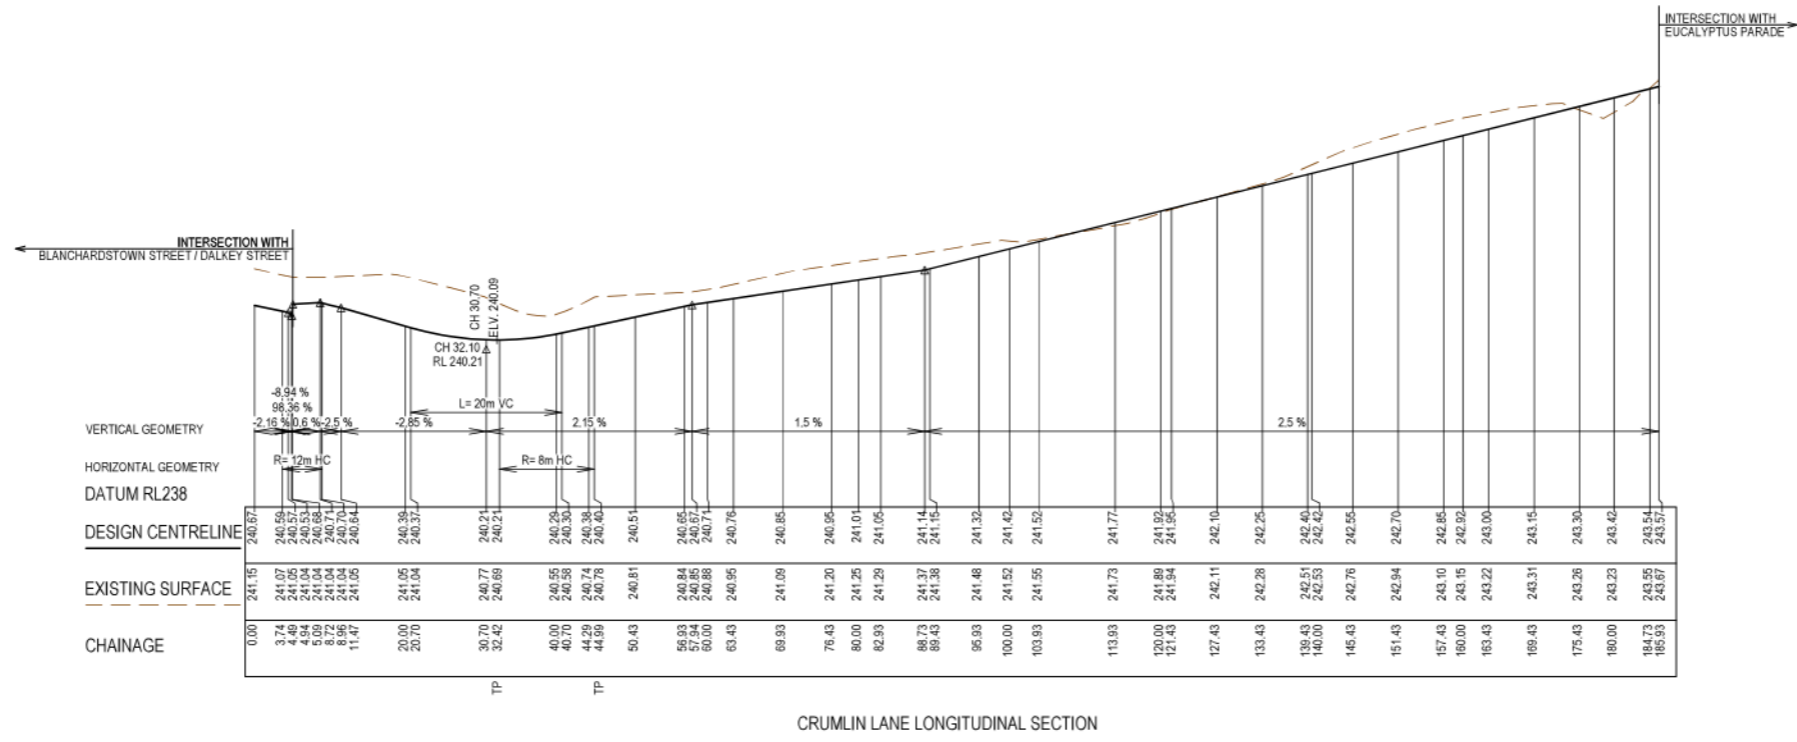 INTERSECTION WITH
EUCALYPTUS PARADE
INTERSECTION WITH
BLANCHARDSTOWN STREET / DALKEY STREET
CH 30.70
ELV. 240.09
CH 32.10
RL 240.21
-8.94 %
98.36 %
L= 20m VC
VERTICAL GEOMETRY -2.16 % 0.6 % -2.5 % -2.85 % 2.15 % 1.5 % 2.5 %
HORIZONTAL GEOMETRY R= 12m HC R= 8m HC
DATUM RL238
DESIGN CENTRELINE 240.67 240.59 240.57 240.53 240.68 240.71 240.70 240.64 240.39 240.37 240.21 240.21 240.29 240.30 240.38 240.40 240.51 240.65 240.67 240.71 240.76 240.85 240.95 241.01 241.05 241.14 241.15 241.32 241.42 241.52 241.77 241.92 241.95 242.10 242.25 242.40 242.42 242.55 242.70 242.85 242.92 243.00 243.15 243.30 243.42 243.54 243.57
EXISTING SURFACE 241.15 241.07 241.05 241.04 241.04 241.04 241.04 241.05 241.05 241.04 240.77 240.69 240.55 240.58 240.74 240.78 240.81 240.84 240.85 240.88 240.95 241.09 241.20 241.25 241.29 241.37 241.38 241.48 241.52 241.55 241.73 241.89 241.94 242.11 242.28 242.51 242.53 242.76 242.94 243.10 243.15 243.22 243.31 243.26 243.23 243.55 243.67
CHAINAGE 0.00 3.74 4.49 4.94 5.09 8.72 8.96 11.47 20.00 20.70 30.70 32.42 40.00 40.70 44.29 44.99 50.43 56.93 57.94 60.00 63.43 69.93 76.43 80.00 82.93 88.73 89.43 95.93 100.00 103.93 113.93 120.00 121.43 127.43 133.43 139.43 140.00 145.43 151.43 157.43 160.00 163.43 169.43 175.43 180.00 184.73 185.93
TP TP
CRUMLIN LANE LONGITUDINAL SECTION